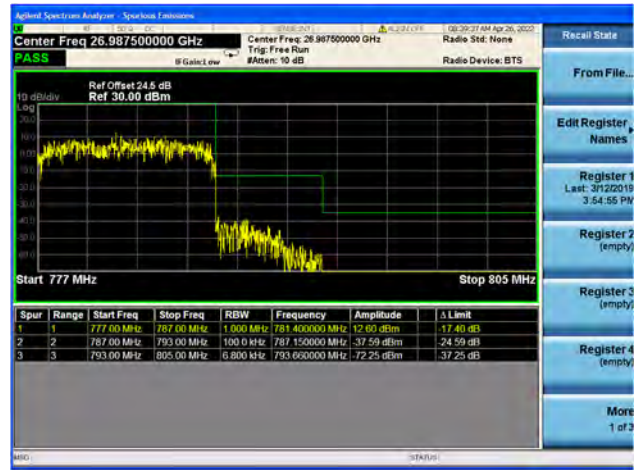 Agilent Spectrum Analyzer - Spurious Emissions
08:39:37 AM Apr 26, 2020
Center Freq 26.987500000 GHz
Center Freq: 26.987500000 GHz
Radio Std: None
Trig: Free Run
PASS
IFGain:Low
#Atten: 10 dB
Radio Device: BTS
Ref Offset 24.5 dB
10 dB/div
Ref 30.00 dBm
Log
Start 777 MHz
Stop 805 MHz
Spur Range Start Freq Stop Freq RBW Frequency Amplitude Δ Limit
1 1 777.00 MHz 787.00 MHz 1.000 MHz 781.400000 MHz 12.60 dBm -17.40 dB
2 2 787.00 MHz 793.00 MHz 100.0 kHz 787.150000 MHz -37.59 dBm -24.59 dB
3 3 793.00 MHz 805.00 MHz 6.800 kHz 793.660000 MHz -72.25 dBm -37.25 dB
MSG
STATUS
Recall State
From File...
Edit Register
Names
Register 1
Last: 3/12/2019
3:54:55 PM
Register 2
(empty)
Register 3
(empty)
Register 4
(empty)
More
1 of 3